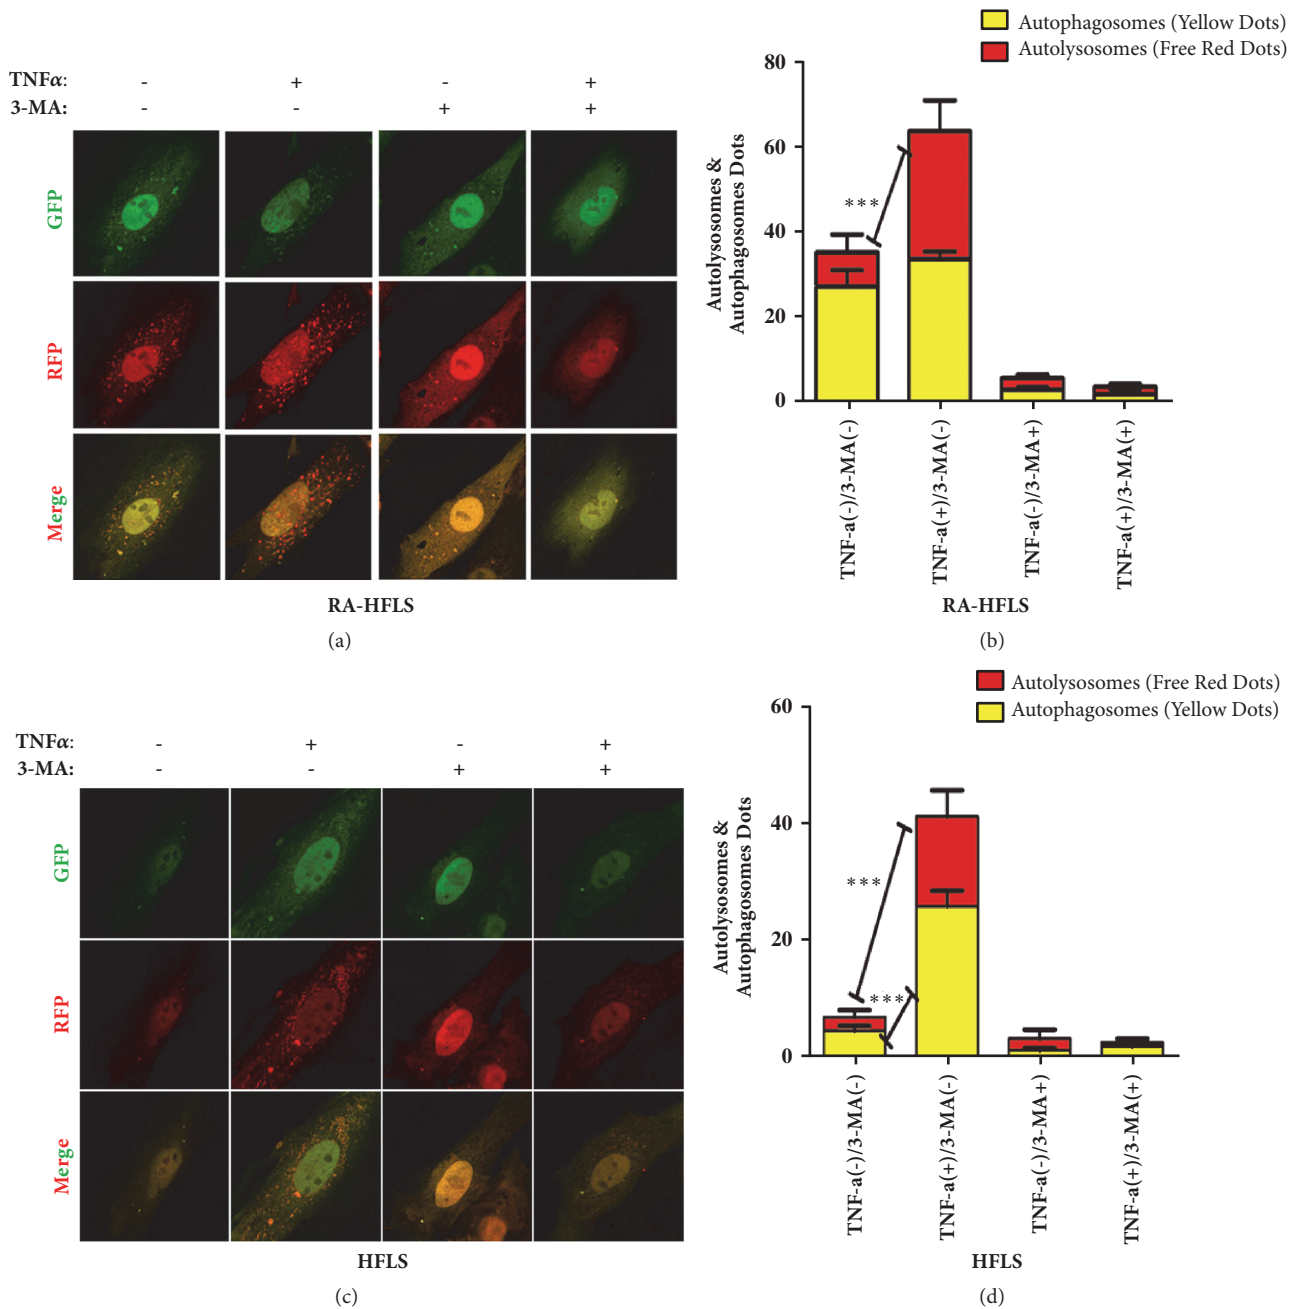 TNFα: - + - +
3-MA: - - + +
GFP
RFP
Merge
RA-HFLS
(a)
Autophagosomes (Yellow Dots)
Autolysosomes (Free Red Dots)
80
60
40
20
0
Autolysosomes &
Autophagosomes Dots
***
TNF-a(-)/3-MA(-)
TNF-a(+)/3-MA(-)
TNF-a(-)/3-MA+)
TNF-a(+)/3-MA(+)
RA-HFLS
(b)
TNFα: - + - +
3-MA: - - + +
GFP
RFP
Merge
HFLS
(c)
Autolysosomes (Free Red Dots)
Autophagosomes (Yellow Dots)
60
40
20
0
Autolysosomes &
Autophagosomes Dots
***
***
TNF-a(-)/3-MA(-)
TNF-a(+)/3-MA(-)
TNF-a(-)/3-MA+)
TNF-a(+)/3-MA(+)
HFLS
(d)